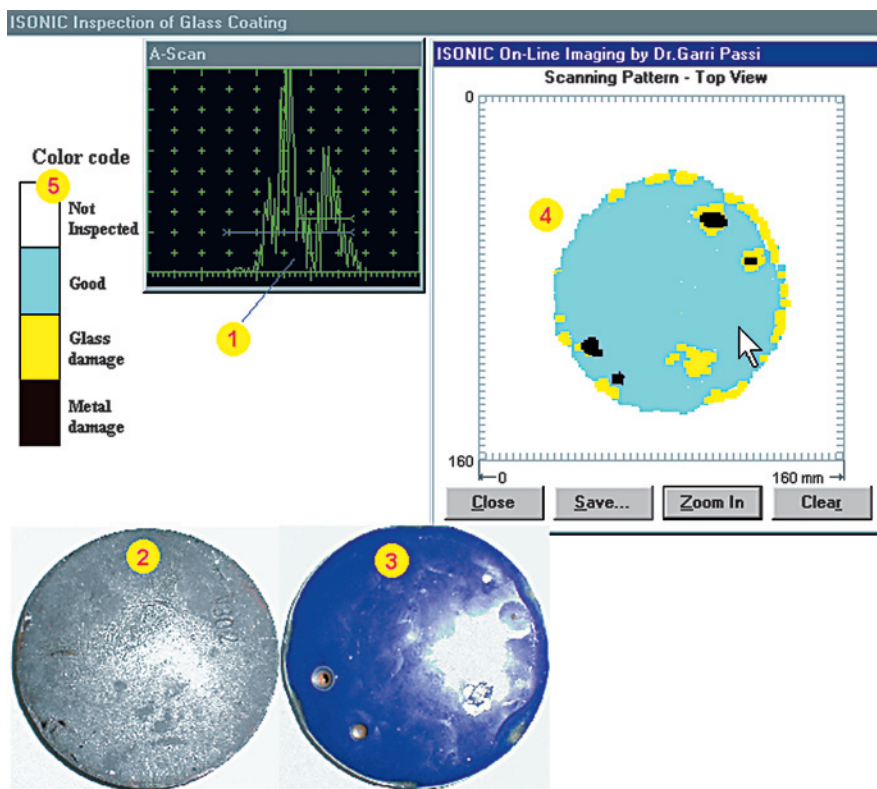 ISONIC Inspection of Glass Coating
A-Scan
ISONIC On-Line Imaging by Dr.Garri Passi
Scanning Pattern - Top View
0
160
0
160 mm
Close
Save...
Zoom In
Clear
Color code
5
Not
Inspected
Good
Glass
damage
Metal
damage
1
4
2
3